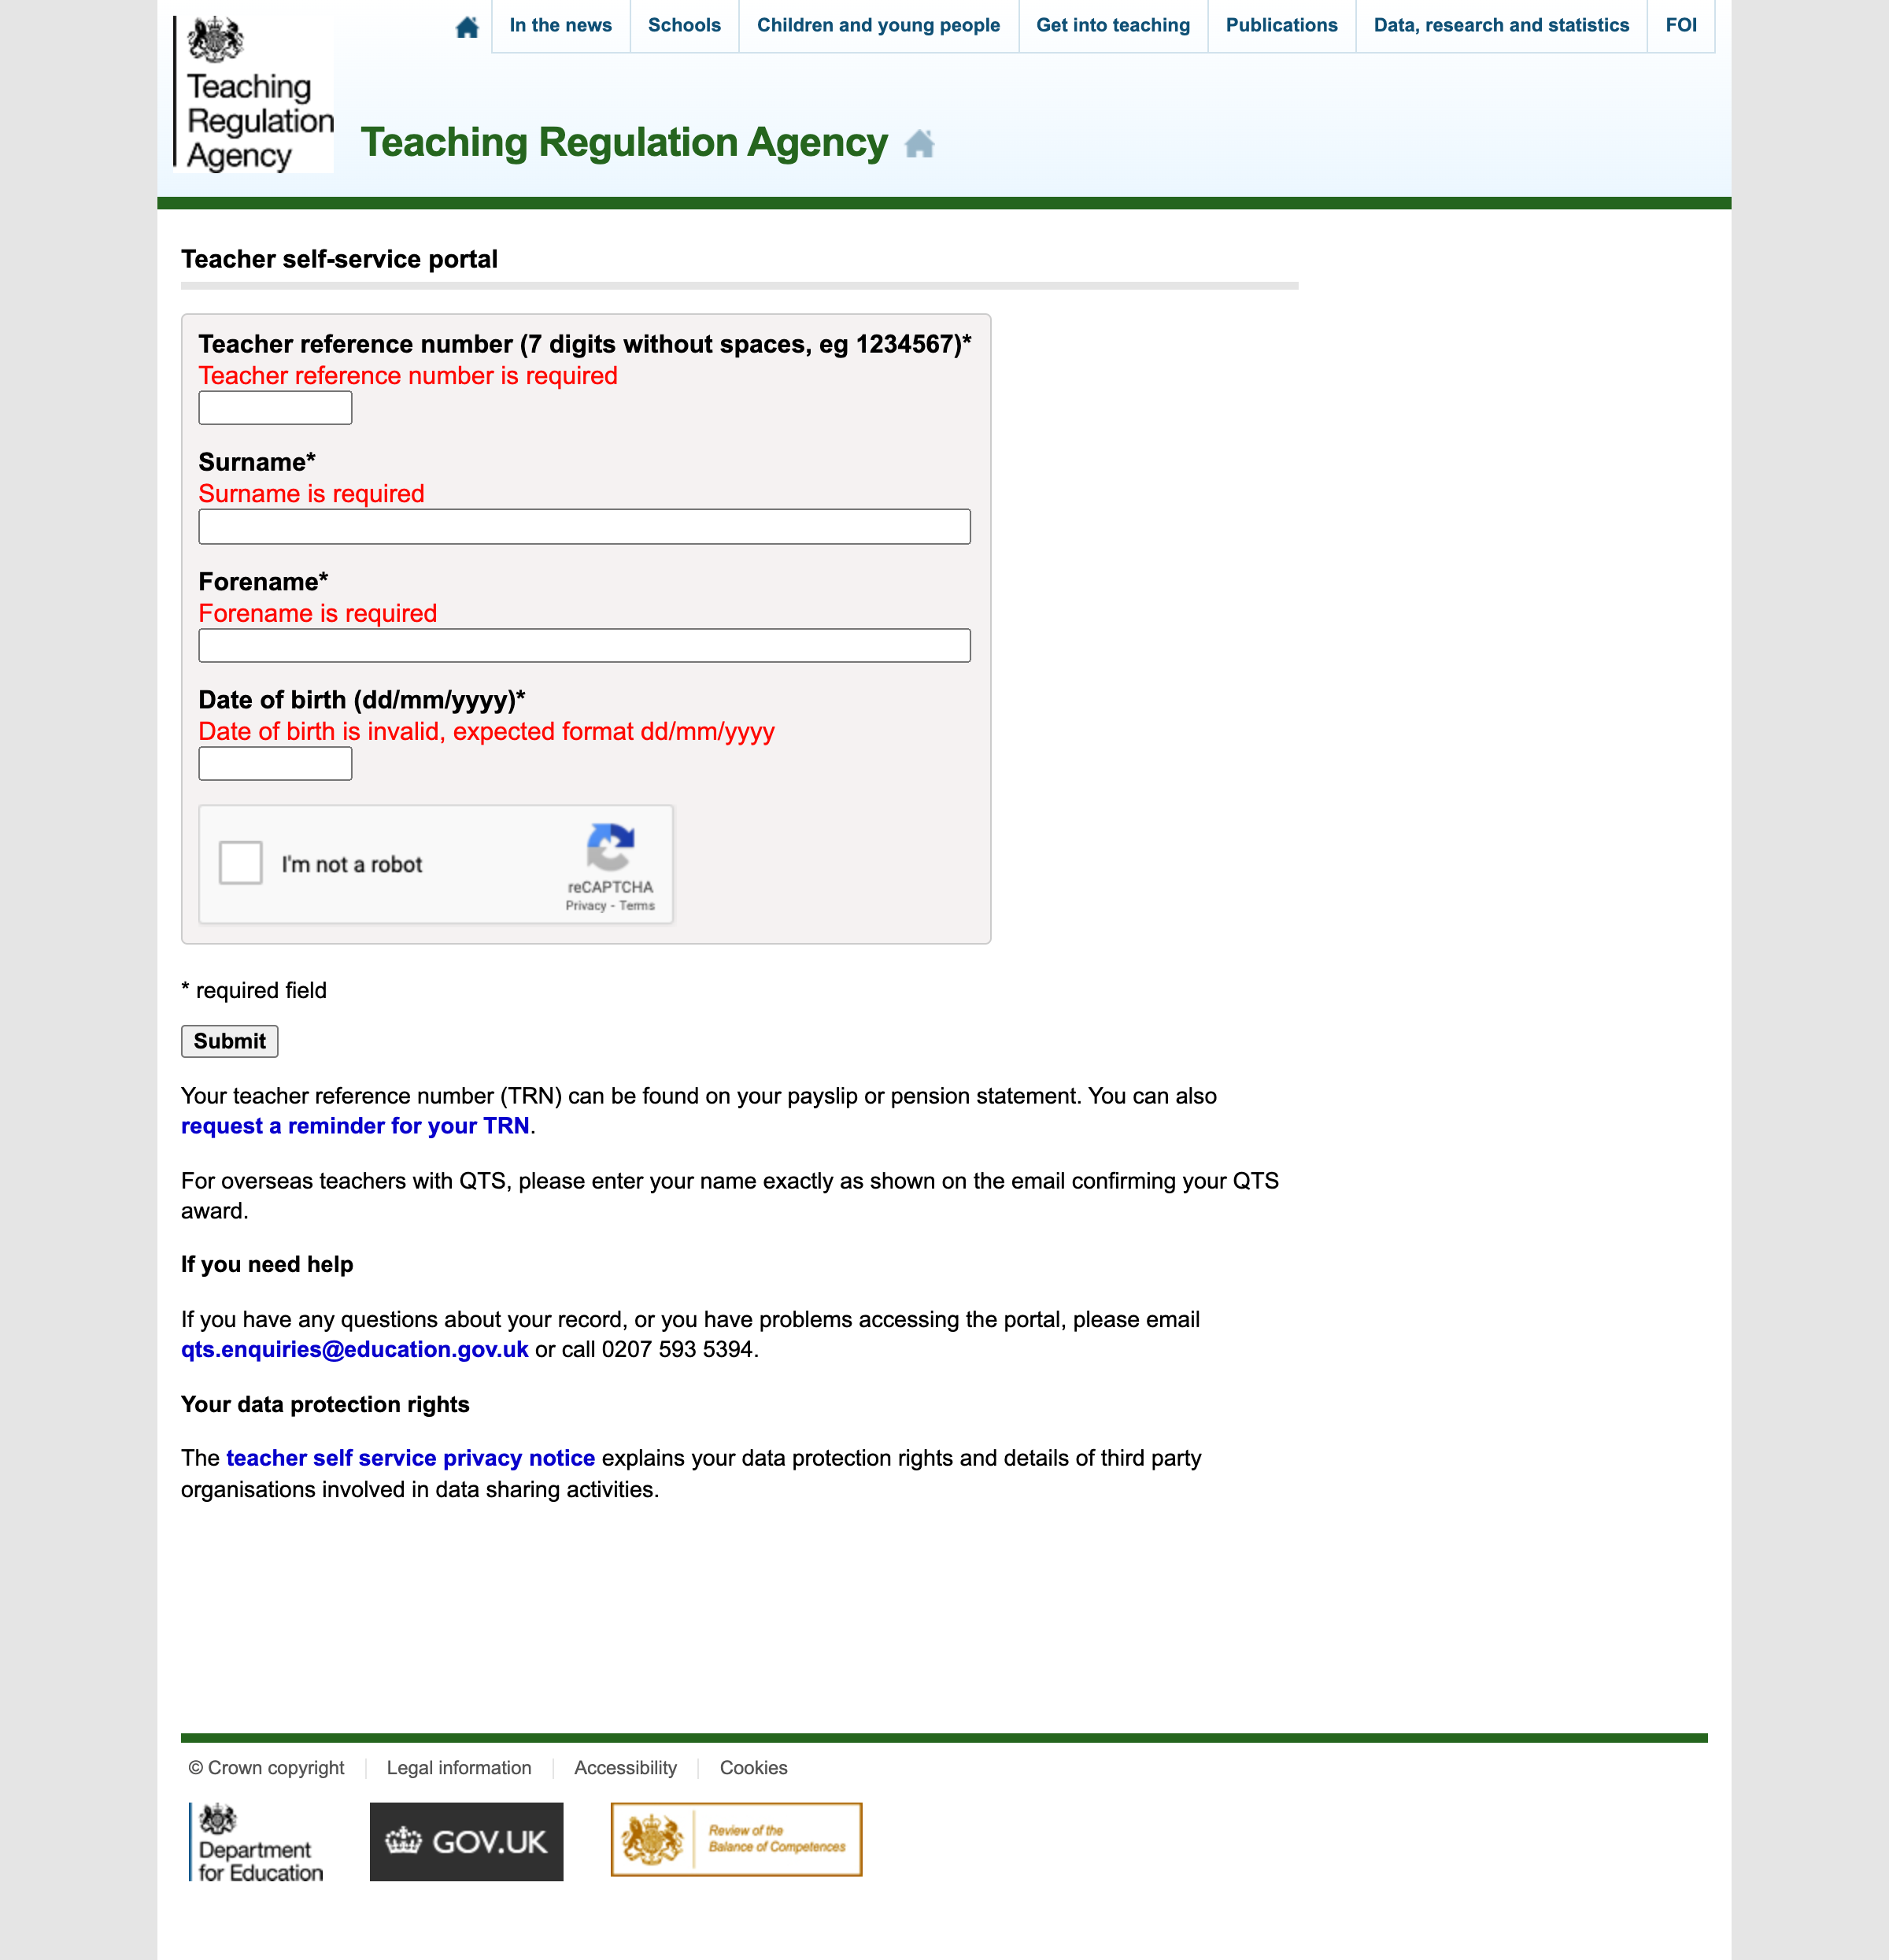 In the news
Schools
Children and young people
Get into teaching
Publications
Data, research and statistics
FOI
Teaching
Regulation
Agency
Teaching Regulation Agency
Teacher self-service portal
Teacher reference number (7 digits without spaces, eg 1234567)*
Teacher reference number is required
Surname*
Surname is required
Forename*
Forename is required
Date of birth (dd/mm/yyyy)*
Date of birth is invalid, expected format dd/mm/yyyy
I'm not a robot
reCAPTCHA
Privacy - Terms
* required field
Submit
Your teacher reference number (TRN) can be found on your payslip or pension statement. You can also
request a reminder for your TRN.
For overseas teachers with QTS, please enter your name exactly as shown on the email confirming your QTS
award.
If you need help
If you have any questions about your record, or you have problems accessing the portal, please email
qts.enquiries@education.gov.uk or call 0207 593 5394.
Your data protection rights
The teacher self service privacy notice explains your data protection rights and details of third party
organisations involved in data sharing activities.
© Crown copyright
Legal information
Accessibility
Cookies
Department
for Education
GOV.UK
Review of the
Balance of Competences